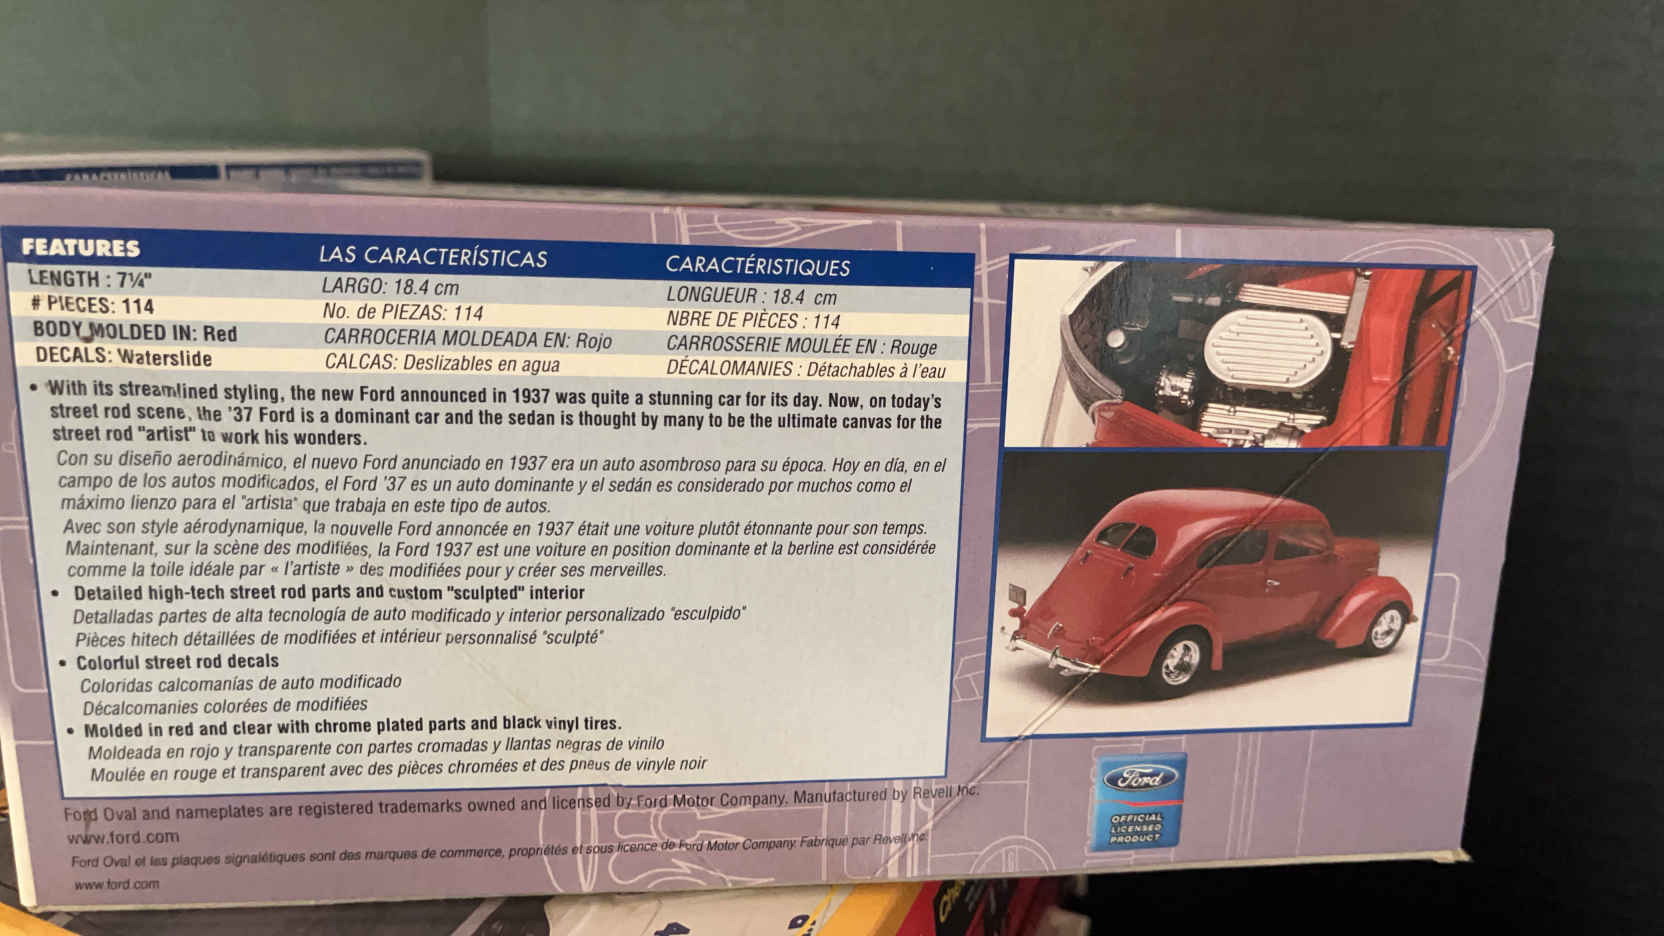 CARACTERÍSTICAS
FEATURES
LAS CARACTERÍSTICAS
CARACTÉRISTIQUES
LENGTH : 7¼"
LARGO: 18.4 cm
LONGUEUR : 18.4 cm
# PIECES: 114
No. de PIEZAS: 114
NBRE DE PIÈCES : 114
BODY MOLDED IN: Red
CARROCERIA MOLDEADA EN: Rojo
CARROSSERIE MOULÉE EN : Rouge
DECALS: Waterslide
CALCAS: Deslizables en agua
DÉCALOMANIES : Détachables à l'eau
• With its streamlined styling, the new Ford announced in 1937 was quite a stunning car for its day. Now, on today's
street rod scene, the '37 Ford is a dominant car and the sedan is thought by many to be the ultimate canvas for the
street rod "artist" to work his wonders.
Con su diseño aerodinámico, el nuevo Ford anunciado en 1937 era un auto asombroso para su época. Hoy en día, en el
campo de los autos modificados, el Ford '37 es un auto dominante y el sedán es considerado por muchos como el
máximo lienzo para el "artista" que trabaja en este tipo de autos.
Avec son style aérodynamique, la nouvelle Ford annoncée en 1937 était une voiture plutôt étonnante pour son temps.
Maintenant, sur la scène des modifiées, la Ford 1937 est une voiture en position dominante et la berline est considérée
comme la toile idéale par « l'artiste » des modifiées pour y créer ses merveilles.
• Detailed high-tech street rod parts and custom "sculpted" interior
Detalladas partes de alta tecnología de auto modificado y interior personalizado "esculpido"
Pièces hitech détaillées de modifiées et intérieur personnalisé "sculpté"
• Colorful street rod decals
Coloridas calcomanías de auto modificado
Décalcomanies colorées de modifiées
• Molded in red and clear with chrome plated parts and black vinyl tires.
Moldeada en rojo y transparente con partes cromadas y llantas negras de vinilo
Moulée en rouge et transparent avec des pièces chromées et des pneus de vinyle noir
Ford Oval and nameplates are registered trademarks owned and licensed by Ford Motor Company. Manufactured by Revell Inc.
www.ford.com
Ford Oval et les plaques signalétiques sont des marques de commerce, propriétés et sous licence de Ford Motor Company. Fabriqué par Revell Inc.
www.ford.com
Ford
OFFICIAL
LICENSED
PRODUCT